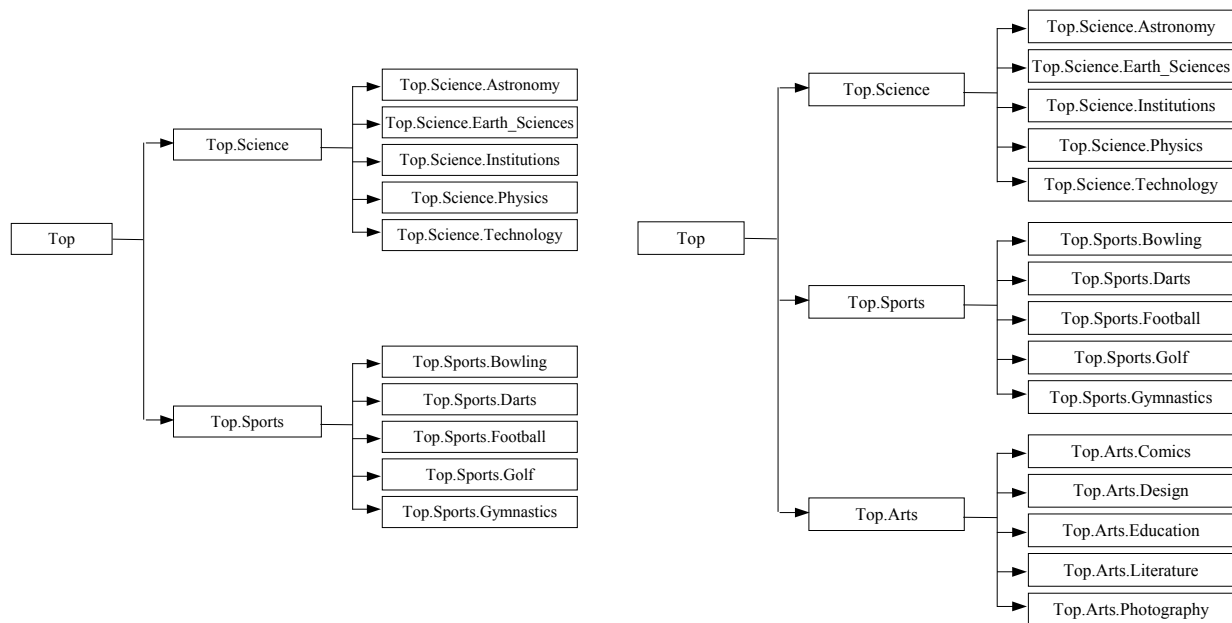 Top
Top.Science
Top.Science.Astronomy
Top.Science.Earth_Sciences
Top.Science.Institutions
Top.Science.Physics
Top.Science.Technology
Top.Sports
Top.Sports.Bowling
Top.Sports.Darts
Top.Sports.Football
Top.Sports.Golf
Top.Sports.Gymnastics
Top
Top.Science
Top.Science.Astronomy
Top.Science.Earth_Sciences
Top.Science.Institutions
Top.Science.Physics
Top.Science.Technology
Top.Sports
Top.Sports.Bowling
Top.Sports.Darts
Top.Sports.Football
Top.Sports.Golf
Top.Sports.Gymnastics
Top.Arts
Top.Arts.Comics
Top.Arts.Design
Top.Arts.Education
Top.Arts.Literature
Top.Arts.Photography